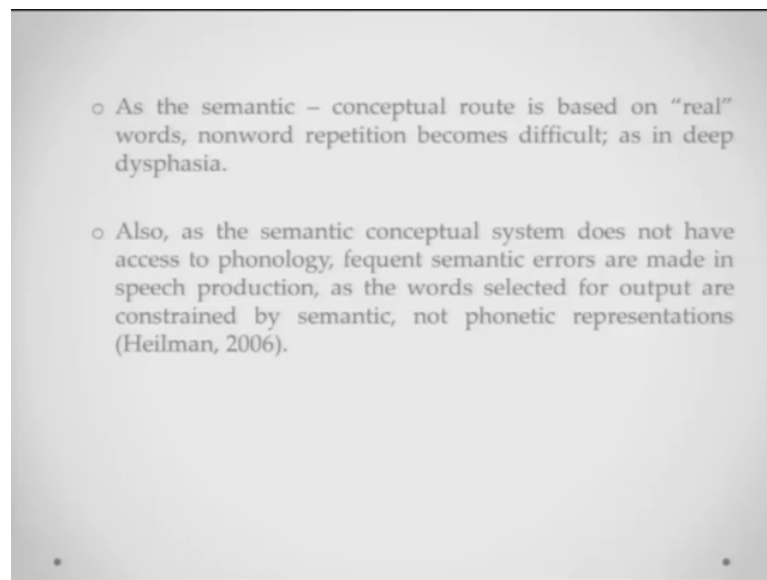 o As the semantic – conceptual route is based on “real”
words, nonword repetition becomes difficult; as in deep
dysphasia.
o Also, as the semantic conceptual system does not have
access to phonology, fequent semantic errors are made in
speech production, as the words selected for output are
constrained by semantic, not phonetic representations
(Heilman, 2006).